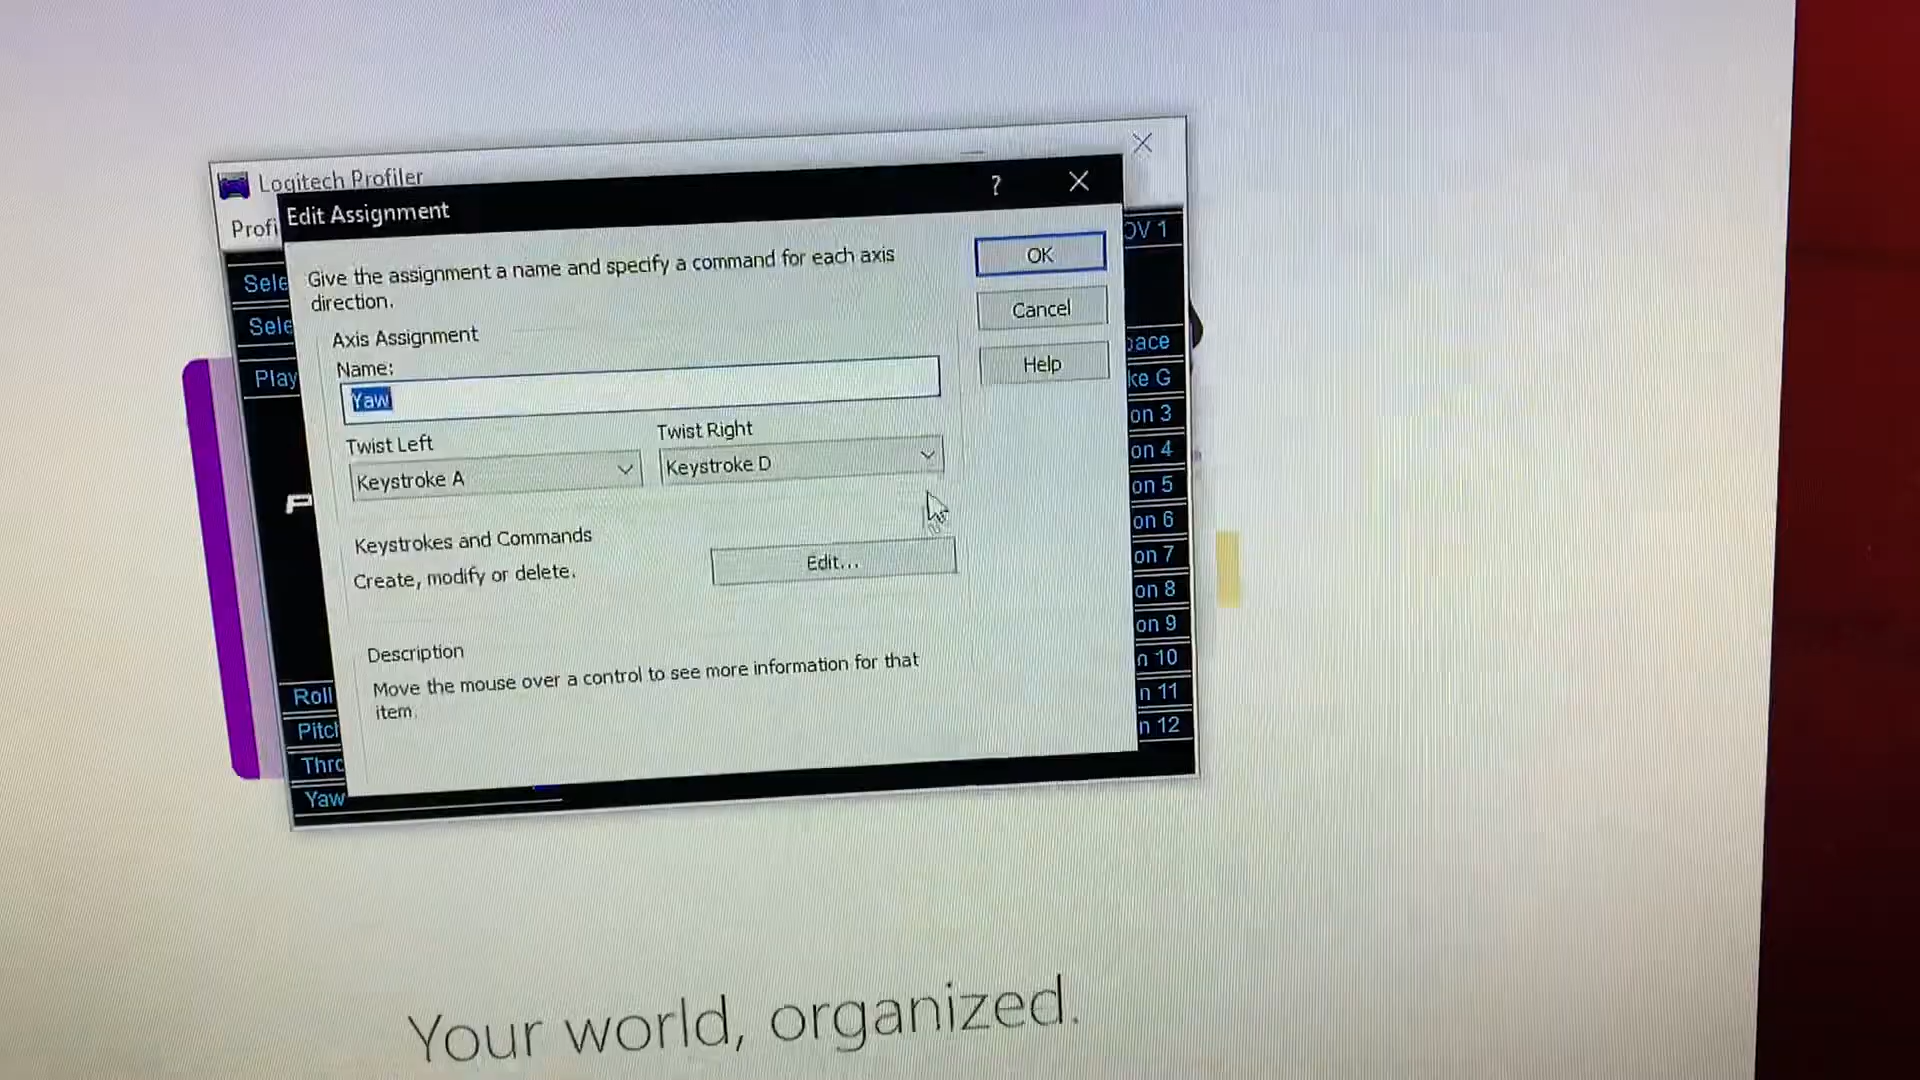 Logitech Profiler
Profi
Edit Assignment
?
OV 1
Give the assignment a name and specify a command for each axis
direction.
OK
Cancel
Help
Axis Assignment
Name:
Yaw
Twist Left
Twist Right
Keystroke A
Keystroke D
Keystrokes and Commands
Create, modify or delete.
Edit...
Description
Move the mouse over a control to see more information for that
item.
Sele
Sele
Play
pace
ke G
on 3
on 4
on 5
on 6
on 7
on 8
on 9
n 10
n 11
n 12
Roll
Pitch
Thro
Yaw
Your world, organized.